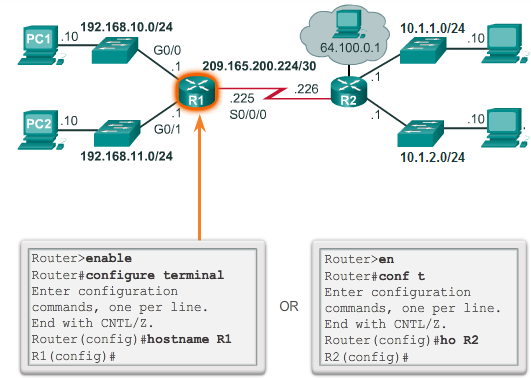 192.168.10.0/24
10.1.1.0/24
PC1
.10
G0/0
64.100.0.1
.10
.1
209.165.200.224/30
.1
R1
.225
.226
R2
.1
S0/0/0
.1
PC2
.10
G0/1
.10
192.168.11.0/24
10.1.2.0/24
Router>enable
Router#configure terminal
Enter configuration
commands, one per line.
End with CNTL/Z.
Router(config)#hostname R1
R1(config)#
OR
Router>en
Router#conf t
Enter configuration
commands, one per line.
End with CNTL/Z.
Router(config)#ho R2
R2(config)#